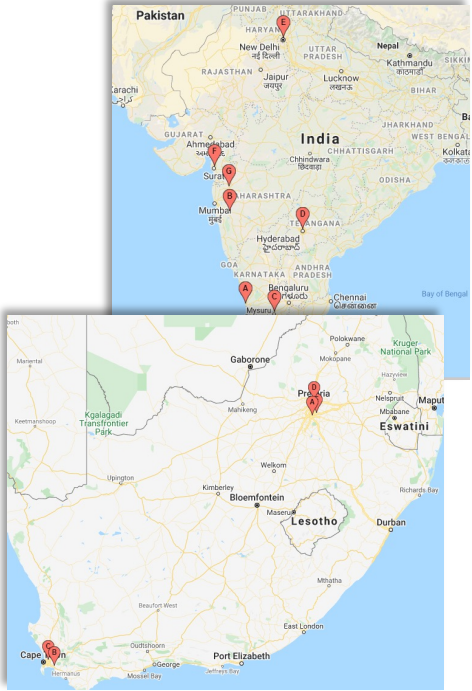 Pakistan
PUNJAB
UTTARAKHAND
HARYANA
E
New Delhi
नई दिल्ली
UTTAR
PRADESH
Nepal
Kathmandu
काठमाडौँ
RAJASTHAN
Jaipur
जयपुर
Lucknow
लखनऊ
BIHAR
JHARKHAND
GUJARAT
Ahmedabad
India
WEST BENGAL
CHHATTISGARH
Kolkata
F
Surat
Chhindwara
छिंदवाड़ा
G
B
MAHARASHTRA
ODISHA
Mumbai
मुंबई
D
TELANGANA
Hyderabad
GOA
KARNATAKA
ANDHRA
PRADESH
A
Bengaluru
C
Mysuru
Chennai
சென்னை
Bay of Bengal
Mariental
Gaborone
Polokwane
Mokopane
Kruger
National Park
Hazyview
Keetmanshoop
Kgalagadi
Transfrontier
Park
Mahikeng
D
Pretoria
A
Nelspruit
Mbabane
Maput
Eswatini
Upington
Welkom
Kimberley
Bloemfontein
Maseru
Lesotho
Richards Bay
Durban
Mthatha
Beaufort West
East London
C
B
Cape Town
Hermanus
Oudtshoorn
George
Mossel Bay
Port Elizabeth
Jeffreys Bay